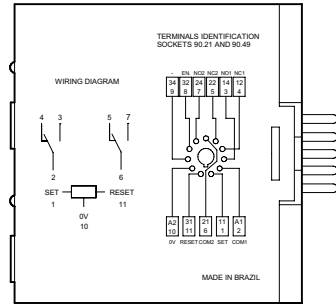 TERMINALS IDENTIFICATION
SOCKETS 90.21 AND 90.49
- EN. NO2 NC2 NO1 NC1
34 32 24 22 14 12
9 8 7 5 3 4
WIRING DIAGRAM
4 3 5 7
2 6
SET RESET
1 11
0V
10
A2 31 21 11 A1
10 11 6 1 2
0V RESET COM2 SET COM1
MADE IN BRAZIL